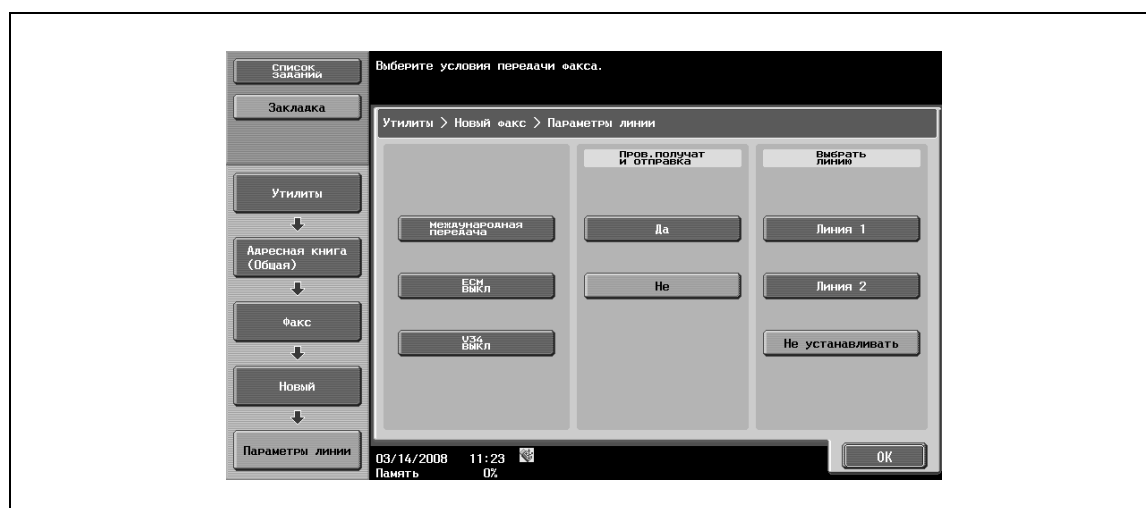 Список
заданий
Закладка
Утилиты
Адресная книга
(Общая)
Факс
Новый
Параметры линии
Выберите условия передачи факса.
Утилиты > Новый факс > Параметры линии
Международная
передача
ECM
ВЫКЛ
V34
ВЫКЛ
Пров.получат
и отправка
Да
Не
Выбрать
линию
Линия 1
Линия 2
Не устанавливать
03/14/2008 11:23
Память 0%
OK